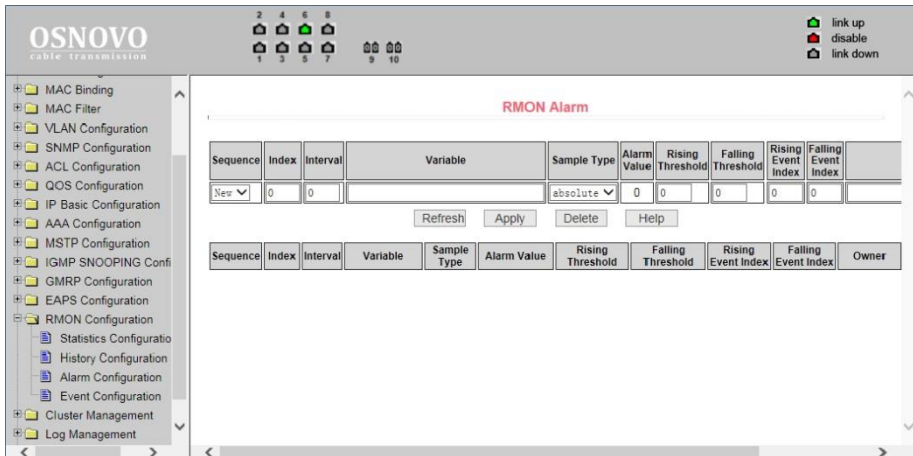 OSNOVO
cable transmission
2 4 6 8
1 3 5 7 9 10
link up
disable
link down
MAC Binding
MAC Filter
VLAN Configuration
SNMP Configuration
ACL Configuration
QOS Configuration
IP Basic Configuration
AAA Configuration
MSTP Configuration
IGMP SNOOPING Confi
GMRP Configuration
EAPS Configuration
RMON Configuration
Statistics Configuratio
History Configuration
Alarm Configuration
Event Configuration
Cluster Management
Log Management
RMON Alarm
Sequence Index Interval Variable Sample Type Alarm Value Rising Threshold Falling Threshold Rising Event Index Falling Event Index
New 0 0 absolute 0 0 0 0 0
Refresh Apply Delete Help
Sequence Index Interval Variable Sample Type Alarm Value Rising Threshold Falling Threshold Rising Event Index Falling Event Index Owner